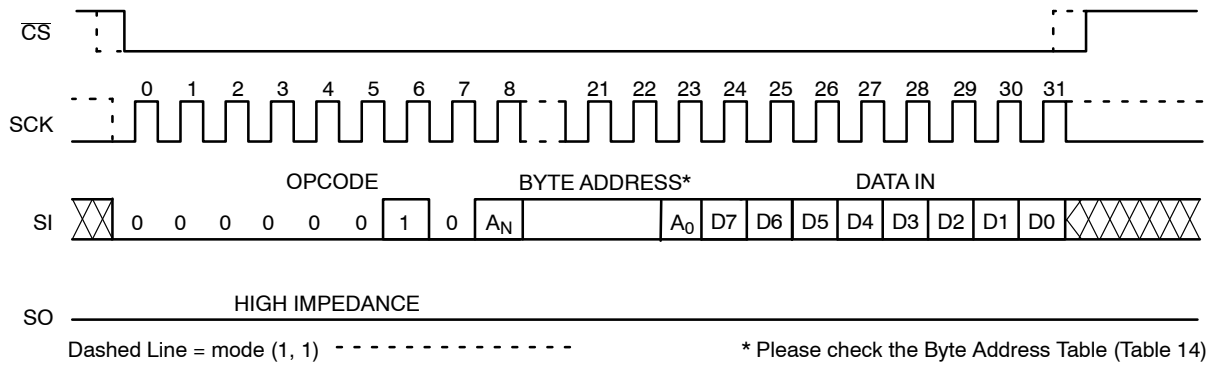 CS
0 1 2 3 4 5 6 7 8 21 22 23 24 25 26 27 28 29 30 31
SCK
OPCODE BYTE ADDRESS* DATA IN
SI 0 0 0 0 0 0 1 0 AN A0 D7 D6 D5 D4 D3 D2 D1 D0
HIGH IMPEDANCE
SO
Dashed Line = mode (1, 1) * Please check the Byte Address Table (Table 14)